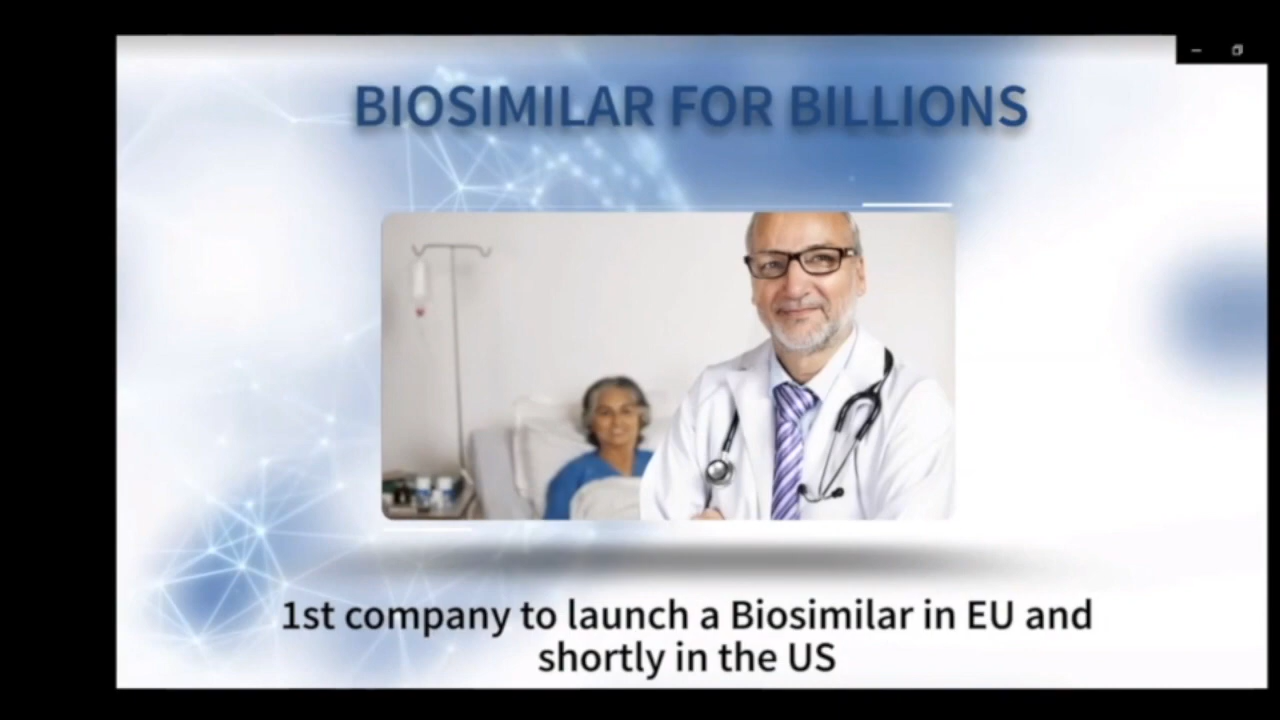 BIOSIMILAR FOR BILLIONS
1st company to launch a Biosimilar in EU and
shortly in the US